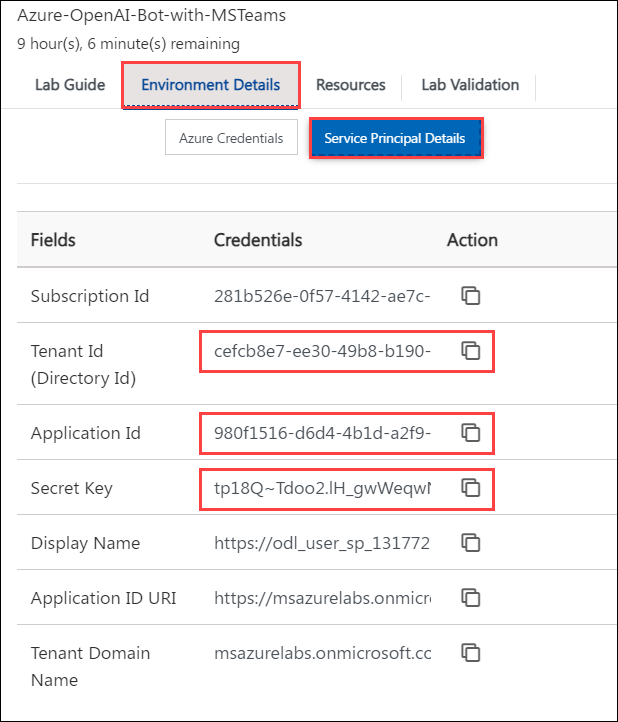 Azure-OpenAI-Bot-with-MSTeams
9 hour(s), 6 minute(s) remaining
Lab Guide Environment Details Resources Lab Validation
Azure Credentials Service Principal Details
Fields Credentials Action
Subscription Id 281b526e-0f57-4142-ae7c-
Tenant Id cefcb8e7-ee30-49b8-b190-
(Directory Id)
Application Id 980f1516-d6d4-4b1d-a2f9-
Secret Key tp18Q~Tdoo2.lH_gwWeqw
Display Name https://odl_user_sp_131772
Application ID URI https://msazurelabs.onmic
Tenant Domain msazurelabs.onmicrosoft.co
Name